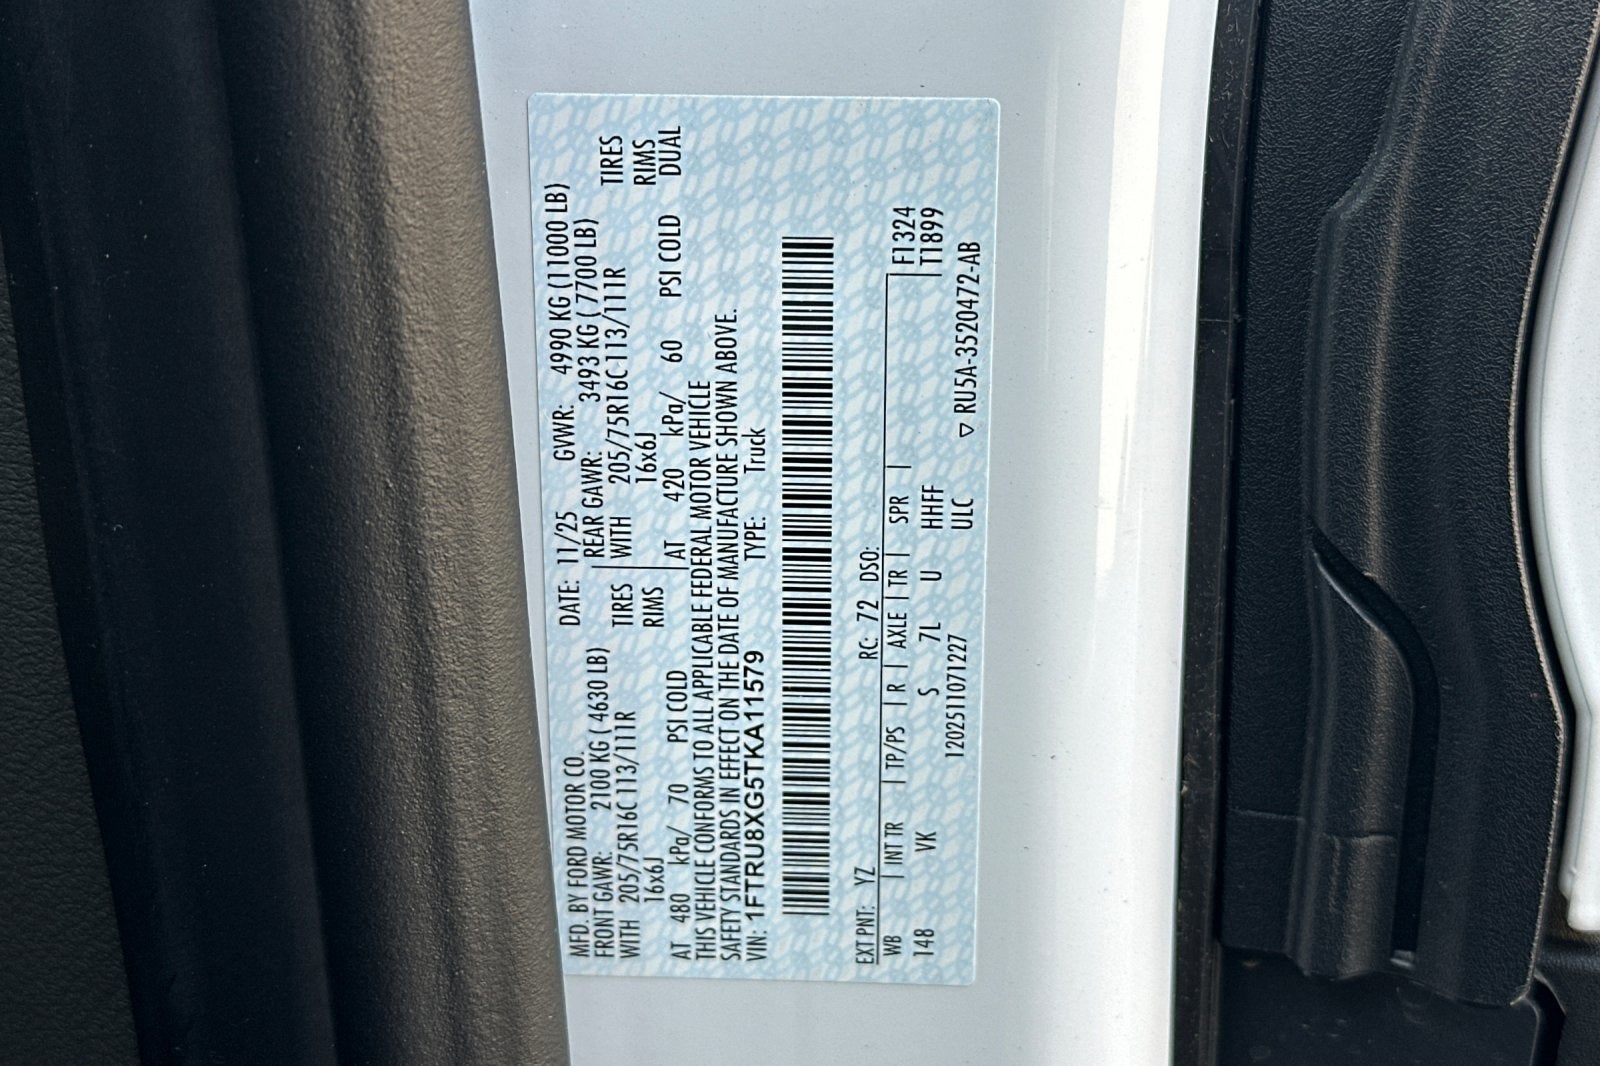 MFD. BY FORD MOTOR CO.
DATE: 11/25 GVWR: 4990 KG (11000 LB)
FRONT GAWR: 2100 KG ( 4630 LB)
REAR GAWR: 3493 KG ( 7700 LB)
WITH 205/75R16C 113/111R TIRES
WITH 205/75R16C-113/111R TIRES
16x6J RIMS
16x6J RIMS
AT 480 kPa/ 70 PSI COLD
AT 420 kPa/ 60 PSI COLD DUAL
THIS VEHICLE CONFORMS TO ALL APPLICABLE FEDERAL MOTOR VEHICLE
SAFETY STANDARDS IN EFFECT ON THE DATE OF MANUFACTURE SHOWN ABOVE.
VIN: 1FTRU8XG5TKA11579 TYPE: Truck
EXT PNT: YZ RC: 72 DSO:
WB | INT TR | TP/PS | R | AXLE | TR | SPR | F1324
148 VK S 7L U HHFF T1899
ULC
1202511071227 ▽ RU5A-3520472-AB